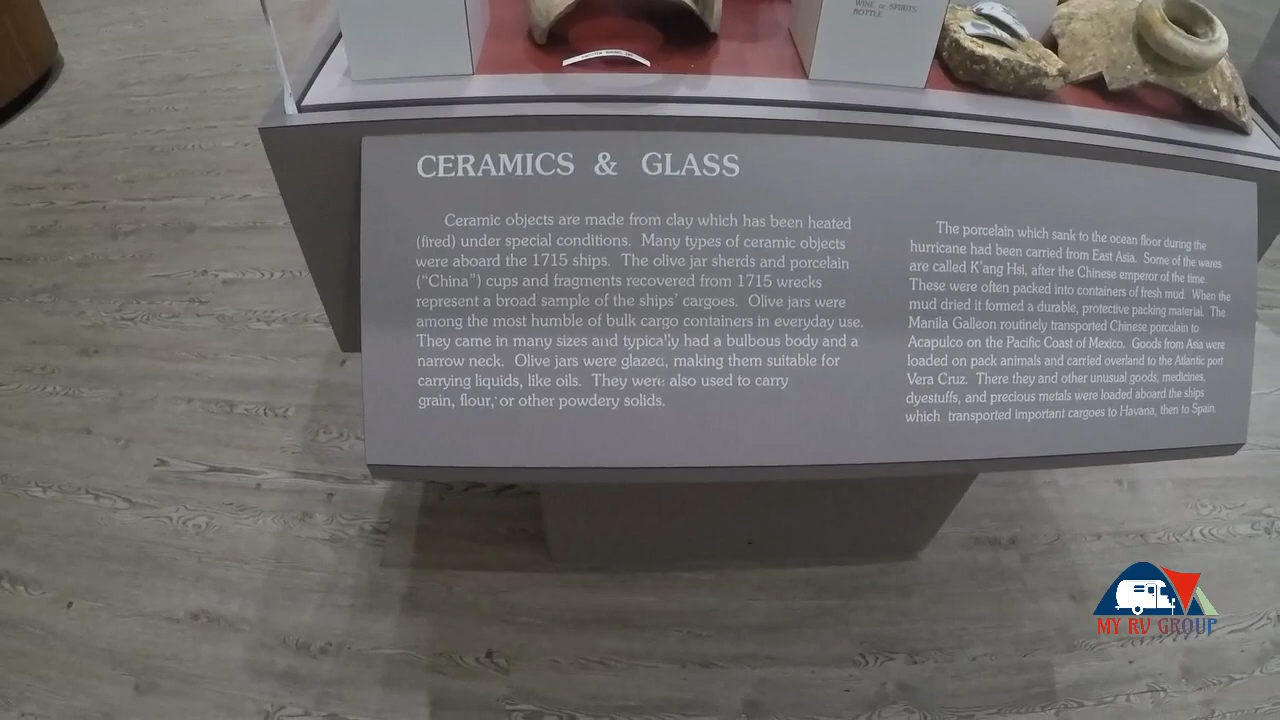 WINE or SPIRITS
BOTTLE
CERAMICS & GLASS
Ceramic objects are made from clay which has been heated
(fired) under special conditions. Many types of ceramic objects
were aboard the 1715 ships. The olive jar sherds and porcelain
("China") cups and fragments recovered from 1715 wrecks
represent a broad sample of the ships' cargoes. Olive jars were
among the most humble of bulk cargo containers in everyday use.
They came in many sizes and typically had a bulbous body and a
narrow neck. Olive jars were glazed, making them suitable for
carrying liquids, like oils. They were also used to carry
grain, flour, or other powdery solids.
The porcelain which sank to the ocean floor during the
hurricane had been carried from East Asia. Some of the wares
are called K'ang Hsi, after the Chinese emperor of the time.
These were often packed into containers of fresh mud. When the
mud dried it formed a durable, protective packing material. The
Manila Galleon routinely transported Chinese porcelain to
Acapulco on the Pacific Coast of Mexico. Goods from Asia were
loaded on pack animals and carried overland to the Atlantic port
Vera Cruz. There they and other unusual goods, medicines,
dyestuffs, and precious metals were loaded aboard the ships
which transported important cargoes to Havana, then to Spain.
MY RV GROUP